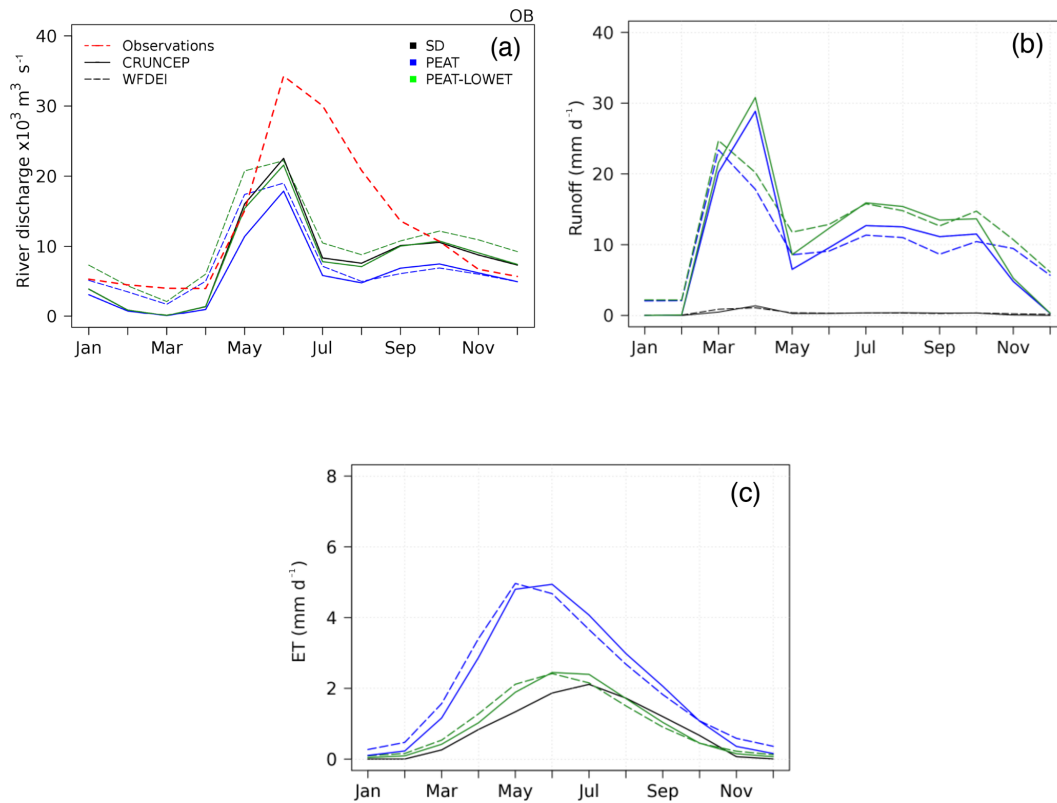 OB
(a)
Observations
CRUNCEP
WFDEI
SD
PEAT
PEAT-LOWET
River discharge x10³ m³ s⁻¹
40
30
20
10
0
Jan Mar May Jul Sep Nov
(b)
Runoff (mm d⁻¹)
40
30
20
10
0
Jan Mar May Jul Sep Nov
(c)
ET (mm d⁻¹)
8
6
4
2
0
Jan Mar May Jul Sep Nov